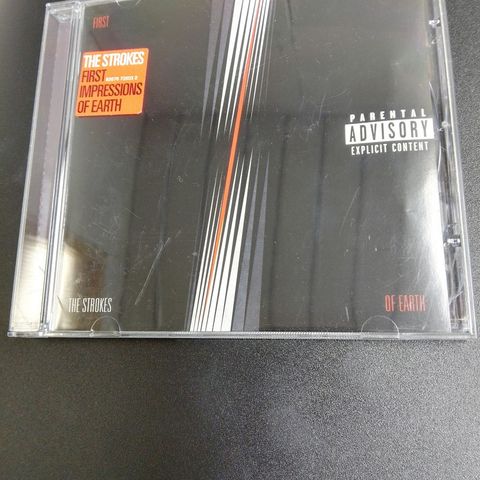 FIRST
THE STROKES
FIRST
IMPRESSIONS
OF EARTH
PARENTAL
ADVISORY
EXPLICIT CONTENT
THE STROKES
OF EARTH